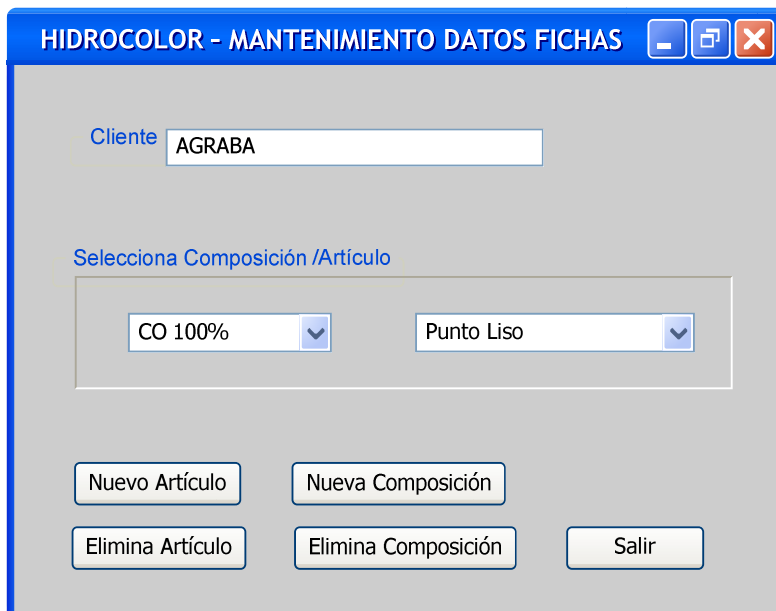 HIDROCOLOR - MANTENIMIENTO DATOS FICHAS
Cliente AGRABA
Selecciona Composición /Artículo
CO 100% Punto Liso
Nuevo Artículo Nueva Composición
Elimina Artículo Elimina Composición Salir